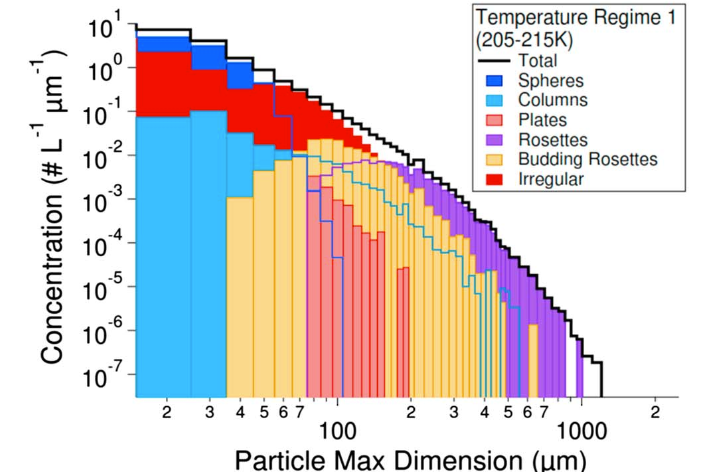 Temperature Regime 1
(205-215K)
Total
Spheres
Columns
Plates
Rosettes
Budding Rosettes
Irregular
Concentration (# L⁻¹ µm⁻¹)
10¹
10⁰
10⁻¹
10⁻²
10⁻³
10⁻⁴
10⁻⁵
10⁻⁶
10⁻⁷
2 3 4 5 6 7 2 3 4 5 6 7 2
100 1000
Particle Max Dimension (µm)